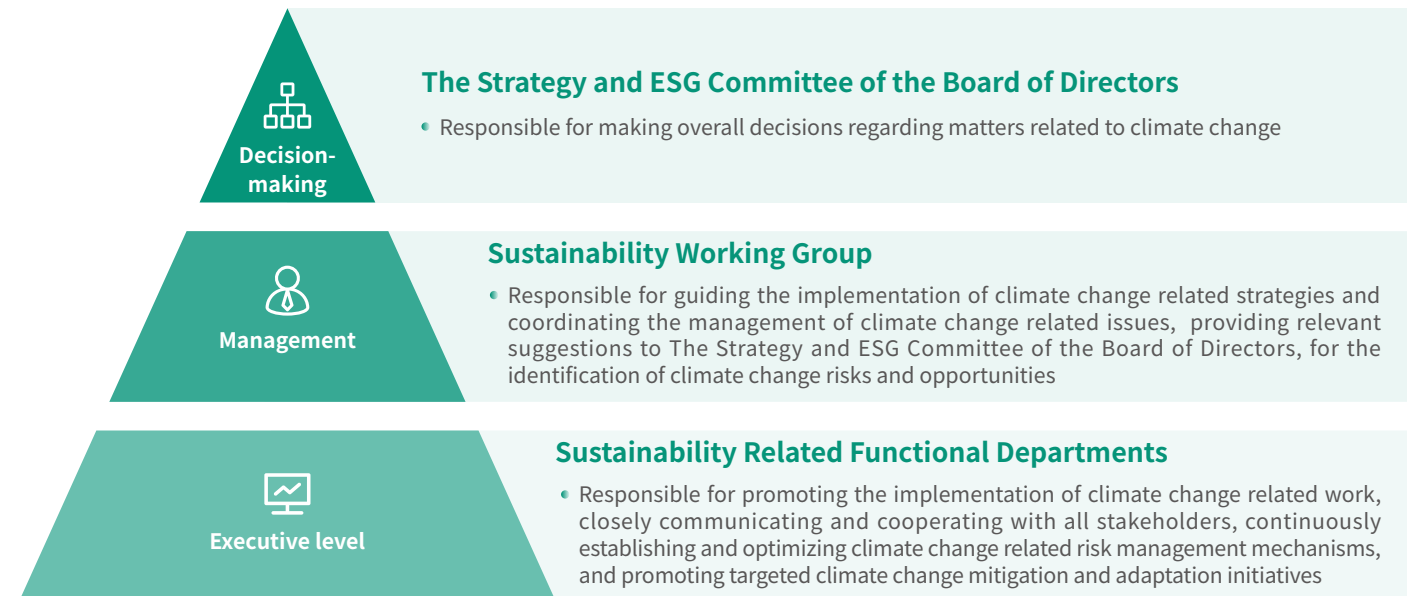 Decision-
making
The Strategy and ESG Committee of the Board of Directors
Responsible for making overall decisions regarding matters related to climate change
Management
Sustainability Working Group
Responsible for guiding the implementation of climate change related strategies and
coordinating the management of climate change related issues, providing relevant
suggestions to The Strategy and ESG Committee of the Board of Directors, for the
identification of climate change risks and opportunities
Executive level
Sustainability Related Functional Departments
Responsible for promoting the implementation of climate change related work,
closely communicating and cooperating with all stakeholders, continuously
establishing and optimizing climate change related risk management mechanisms,
and promoting targeted climate change mitigation and adaptation initiatives